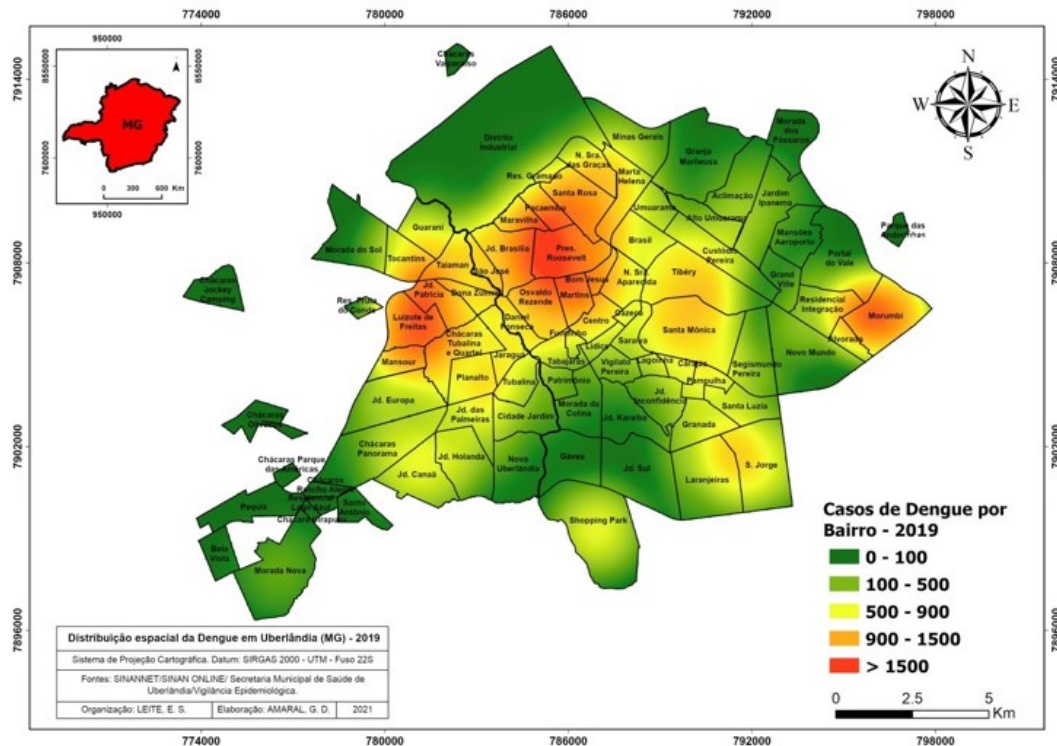 774000 780000 786000 792000 798000
950000
8550000 8550000
7914000 7914000
MG
7600000 7600000
0 300 600 Km
950000
N
W E
S
Chácaras
Valparaíso
Distrito
Industrial
Minas Gerais
Morada
dos
Pássaros
Granja
Marileusa
N. Sra.
das Graças
Res. Gramado
Marta
Helena
Santa Rosa
Aclimação
Jardim
Ipanema
Pacaembu
Umuarama
Alto Umuarama
Maravilha
Guarani
Parque das
Mansões
Aeroporto
Morada do Sol
Jd. Brasília
Pres.
Roosevelt
Brasil
Custódio
Pereira
Portal
do Vale
7908000 7908000
Tocantins
Taiaman
São José
N. Sra.
Aparecida
Tibéry
Grand
Ville
Chácaras
Jockey
Camping
Jd.
Patrícia
Dona Zulmira
Osvaldo
Rezende
Bom Jesus
Martins
Residencial
Integração
Morumbi
Res. Fruta
do Conde
Luizote de
Freitas
Daniel
Fonseca
Centro
Cazeca
Santa Mônica
Alvorada
Chácaras
Tubalina
e Quartel
Fundinho
Lídice
Saraiva
Mansour
Jaraguá
Tabajaras
Vigilato
Pereira
Lagoinha
Carajás
Segismundo
Pereira
Novo Mundo
Planalto
Tubalina
Patrimônio
Pampulha
Jd. Europa
Jd. das
Palmeiras
Cidade Jardim
Morada da
Colina
Jd. Karaíba
Jd.
Inconfidência
Santa Luzia
Granada
Chácaras
7902000 7902000
Chácaras
Panorama
Jd. Holanda
Nova
Uberlândia
Gávea
Jd. Sul
S. Jorge
Chácaras Parque
das Américas
Jd. Canaã
Laranjeiras
Chácaras
Rancho Alegre
Residencial
Lago Azul
Pequis
Santo
Antônio
Chácara Uirapuru
Shopping Park
Bela
Vista
Morada Nova
Casos de Dengue por
Bairro - 2019
0 - 100
100 - 500
500 - 900
900 - 1500
> 1500
7896000 7896000
Distribuição espacial da Dengue em Uberlândia (MG) - 2019
Sistema de Projeção Cartográfica. Datum: SIRGAS 2000 - UTM - Fuso 22S
Fontes: SINANNET/SINAN ONLINE/ Secretaria Municipal de Saúde de
Uberlândia/Vigilância Epidemiológica.
Organização: LEITE, E. S. Elaboração: AMARAL, G. D. 2021
0 2.5 5
Km
774000 780000 786000 792000 798000